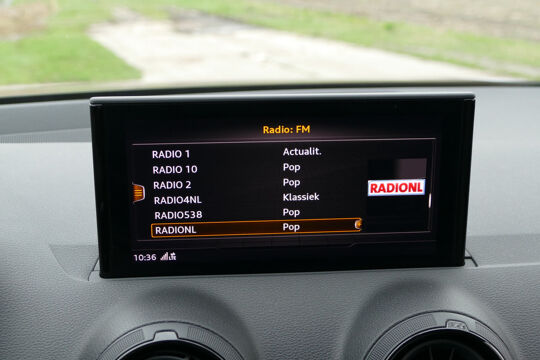 Radio: FM
RADIO 1 Actualit.
RADIO 10 Pop
RADIO 2 Pop
RADIO4NL Klassiek
RADIO538 Pop
RADIONL Pop
RADIONL
10:36